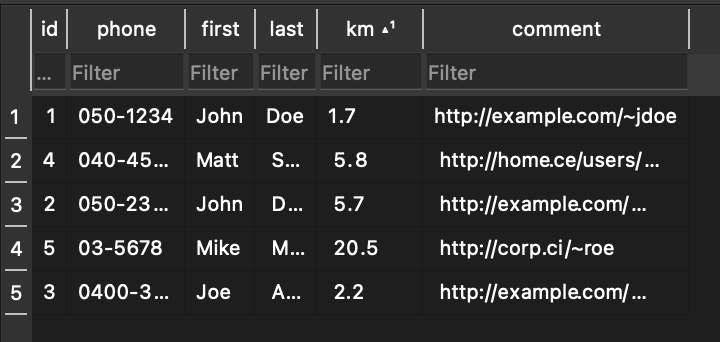 id phone first last km ▴1 comment
… Filter Filter Filter Filter Filter
1 1 050-1234 John Doe 1.7 http://example.com/~jdoe
2 4 040-45… Matt S… 5.8 http://home.ce/users/…
3 2 050-23… John D… 5.7 http://example.com/…
4 5 03-5678 Mike M… 20.5 http://corp.ci/~roe
5 3 0400-3… Joe A… 2.2 http://example.com/…